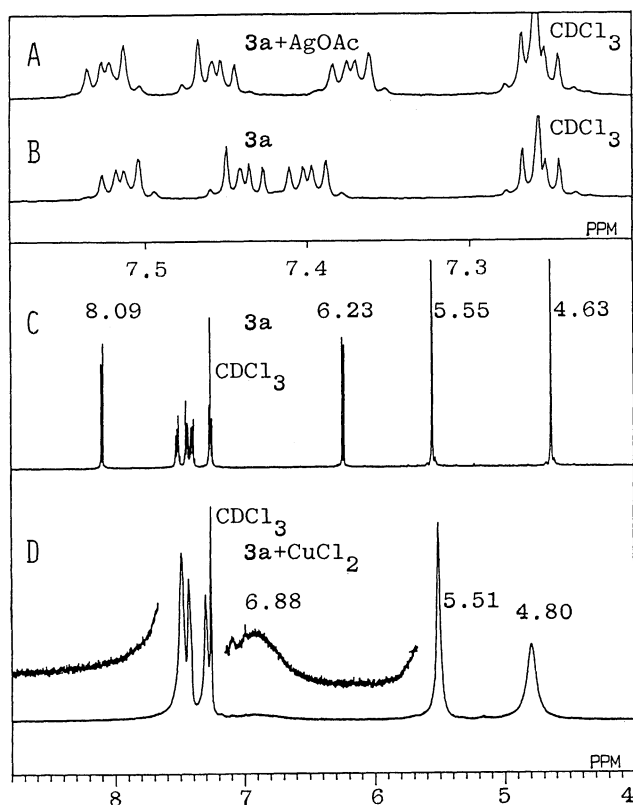 A
3a+AgOAc
CDCl3
B
3a
CDCl3
PPM
7.5 7.4 7.3
C
8.09 3a 6.23 5.55 4.63
CDCl3
CDCl3
D
3a+CuCl2
6.88 5.51 4.80
PPM
8 7 6 5 4